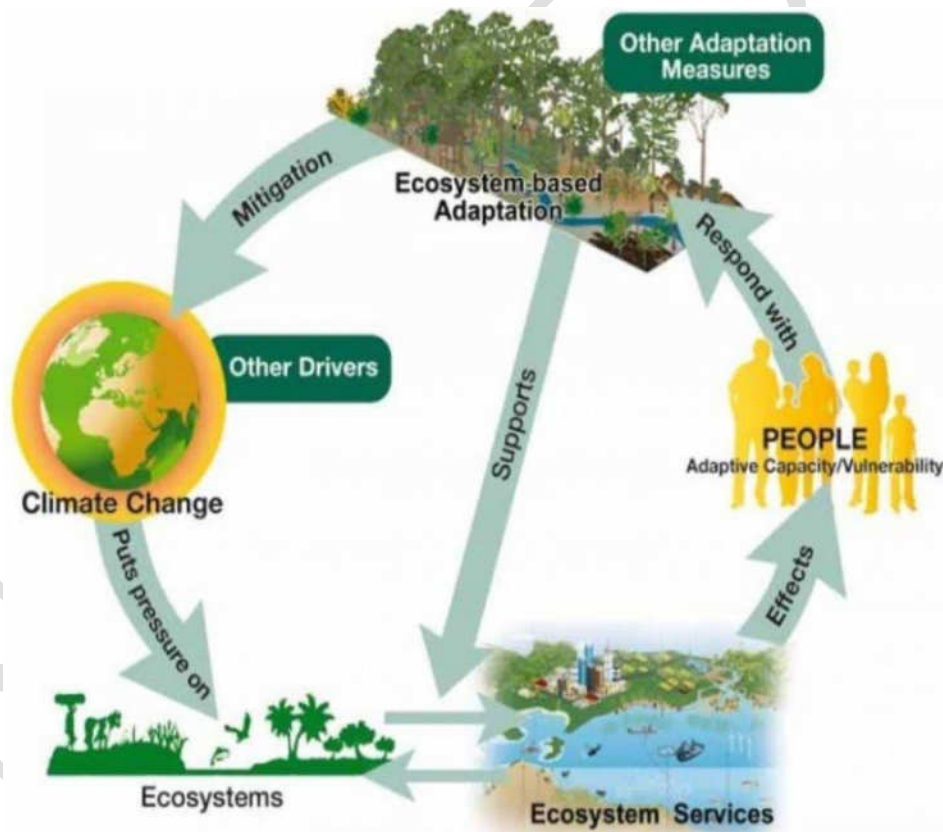 Other Adaptation
Measures
Mitigation
Ecosystem-based
Adaptation
Respond with
Other Drivers
Supports
PEOPLE
Adaptive Capacity/Vulnerability
Climate Change
Puts pressure on
Effects
Ecosystems
Ecosystem Services